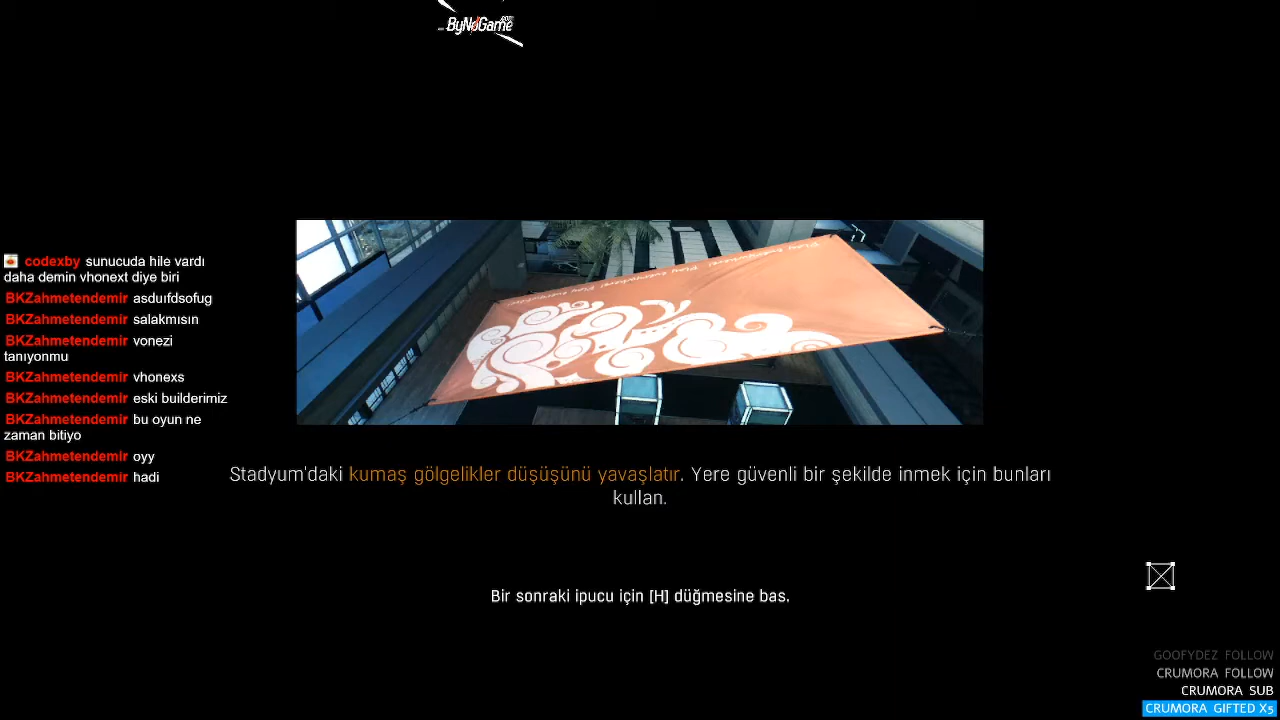 ByNoGame
codexby sunucuda hile vardı
daha demin vhonext diye biri
BKZahmetendemir asduıfdsofug
BKZahmetendemir salakmısın
BKZahmetendemir vonezi
tanıyonmu
BKZahmetendemir vhonexs
BKZahmetendemir eski builderimiz
BKZahmetendemir bu oyun ne
zaman bitiyo
BKZahmetendemir oyy
BKZahmetendemir hadi
Stadyum'daki kumaş gölgelikler düşüşünü yavaşlatır. Yere güvenli bir şekilde inmek için bunları
kullan.
Bir sonraki ipucu için [H] düğmesine bas.
GOOFYDEZ FOLLOW
CRUMORA FOLLOW
CRUMORA SUB
CRUMORA GIFTED X5